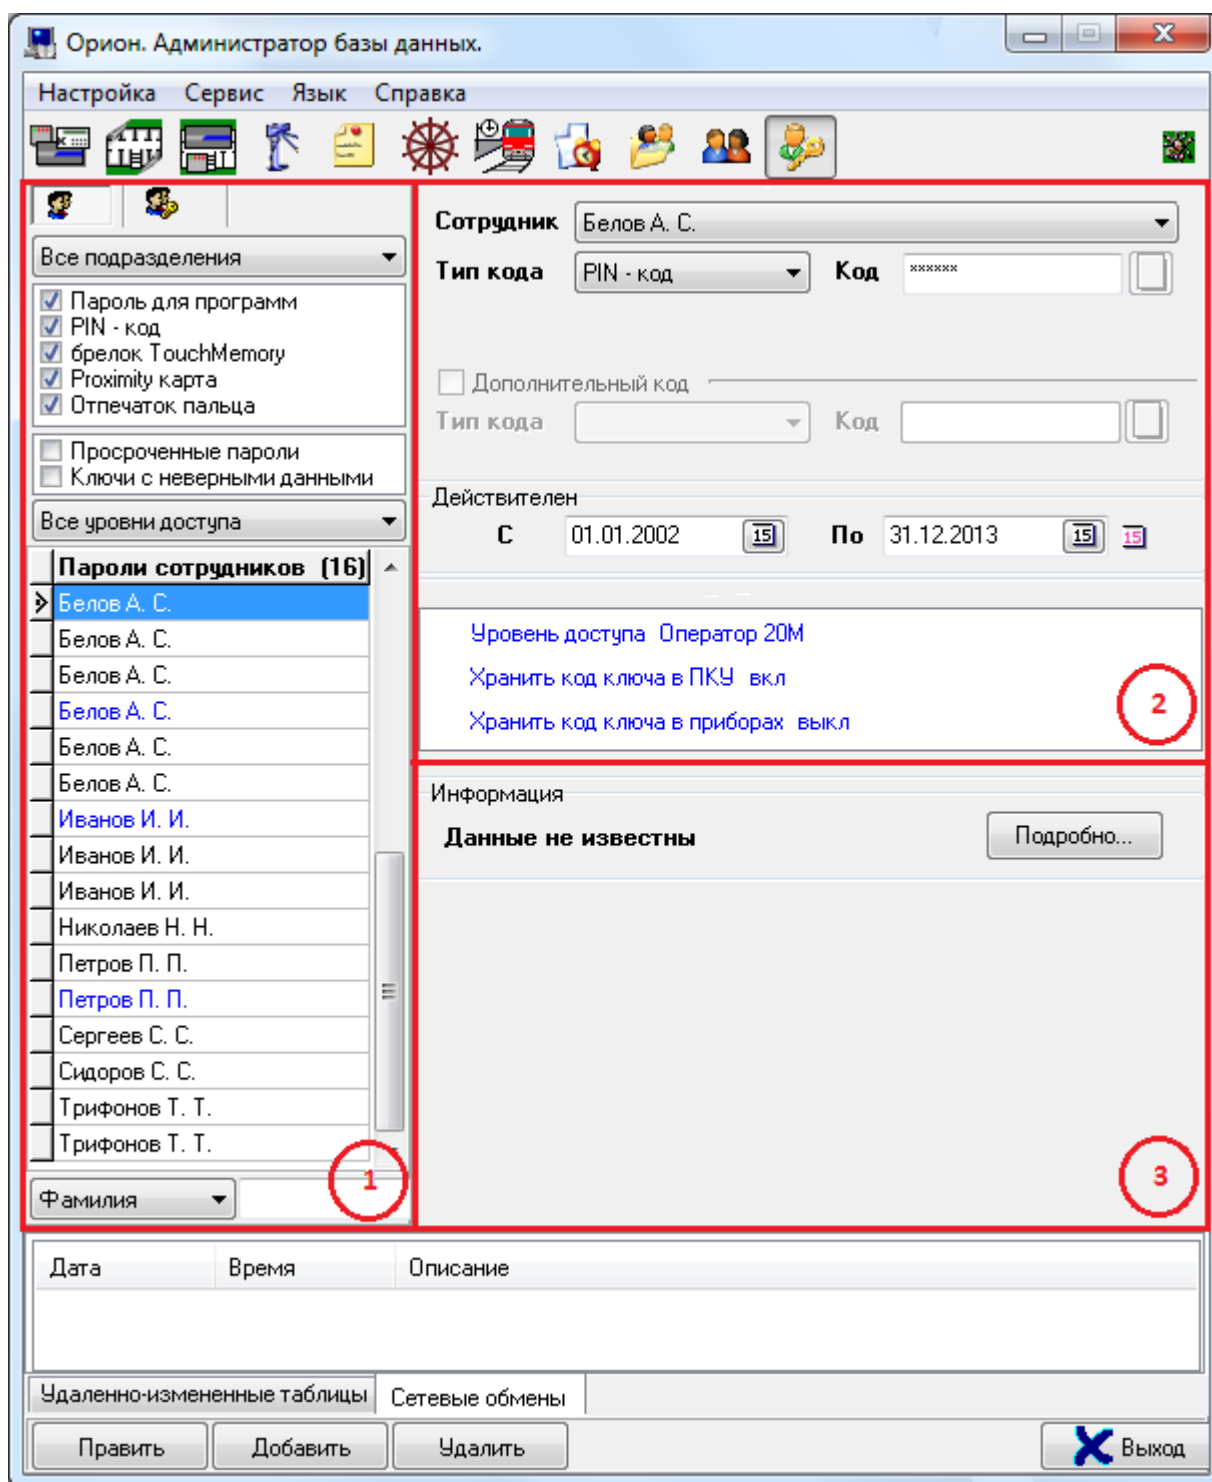 Орион. Администратор базы данных.
Настройка Сервис Язык Справка
Все подразделения
Пароль для программ
PIN - код
брелок TouchMemory
Proximity карта
Отпечаток пальца
Просроченные пароли
Ключи с неверными данными
Все уровни доступа
Пароли сотрудников (16)
Белов А. С.
Белов А. С.
Белов А. С.
Белов А. С.
Белов А. С.
Белов А. С.
Иванов И. И.
Иванов И. И.
Иванов И. И.
Николаев Н. Н.
Петров П. П.
Петров П. П.
Сергеев С. С.
Сидоров С. С.
Трифонов Т. Т.
Трифонов Т. Т.
Фамилия
1
Сотрудник Белов А. С.
Тип кода PIN - код Код ××××××
Дополнительный код
Тип кода Код
Действителен
С 01.01.2002 15 По 31.12.2013 15 15
Уровень доступа Оператор 20М
Хранить код ключа в ПКУ вкл
Хранить код ключа в приборах выкл
2
Информация
Данные не известны Подробно...
3
Дата Время Описание
Удаленно-измененные таблицы Сетевые обмены
Править Добавить Удалить Выход